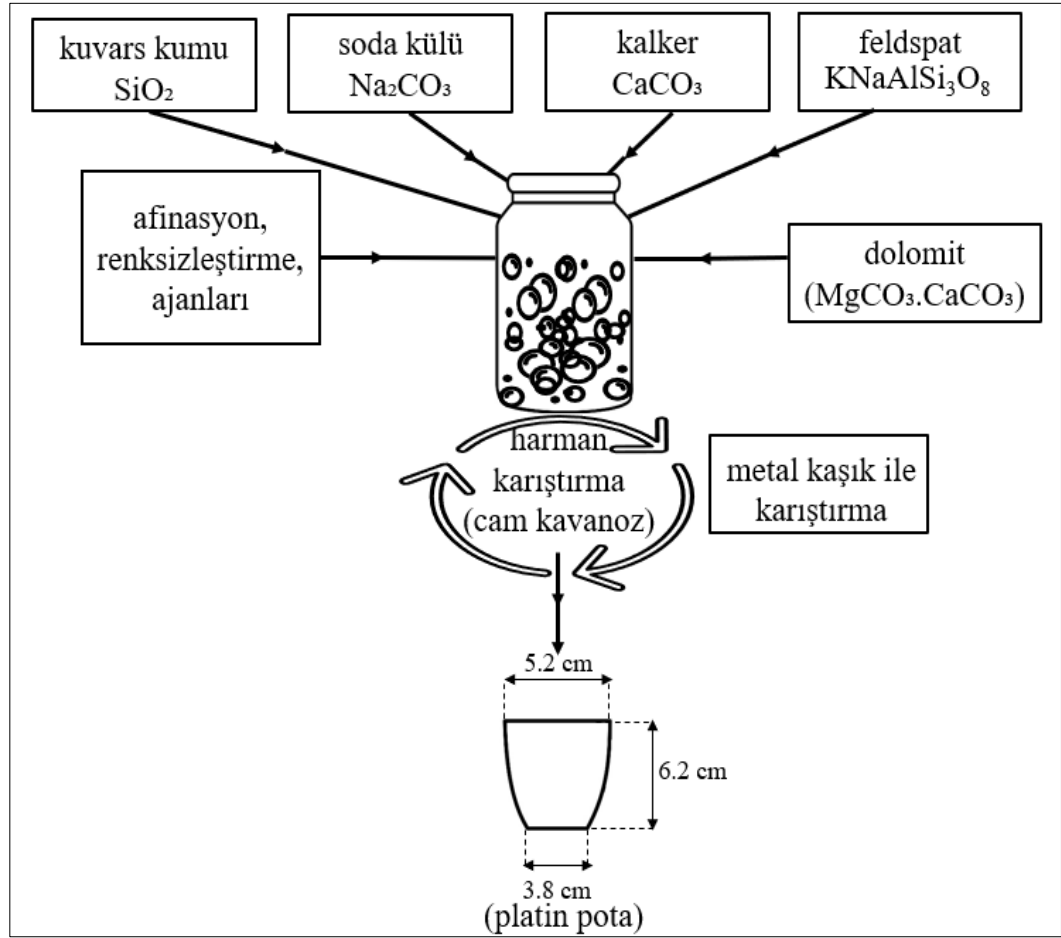 kuvars kumu
SiO₂
soda külü
Na₂CO₃
kalker
CaCO₃
feldspat
KNaAlSi₃O₈
afinasyon,
renksizleştirme,
ajanları
dolomit
(MgCO₃.CaCO₃)
harman
karıştırma
(cam kavanoz)
metal kaşık ile
karıştırma
5.2 cm
6.2 cm
3.8 cm
(platin pota)